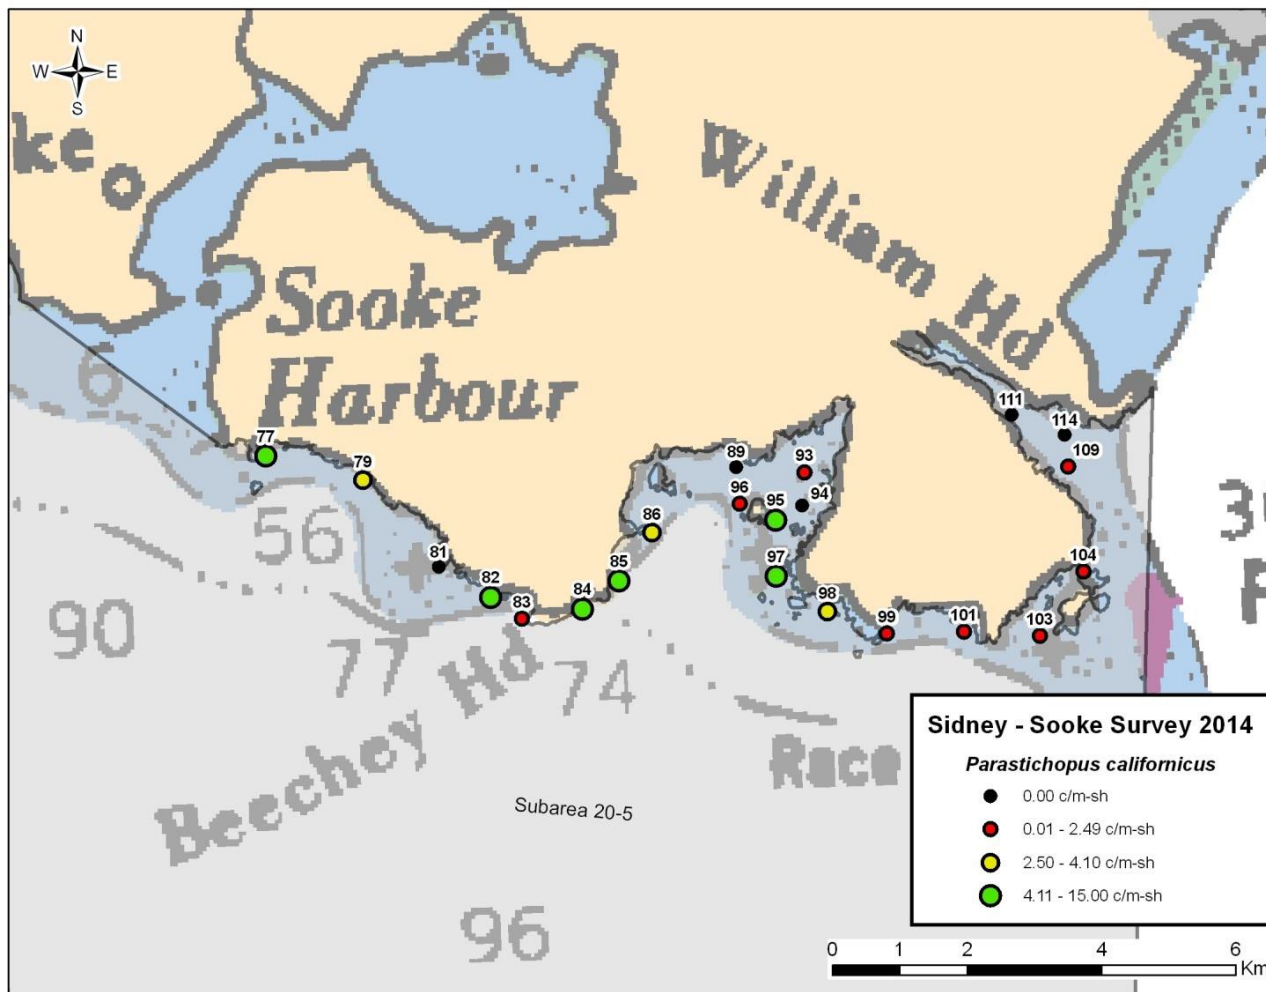 N
W E
S
ke
o
William Hd
7
Sooke
Harbour
6
77
79
81
82
83
84
85
86
89
93
96
95
94
97
98
99
101
103
104
109
111
114
56
90
77
74
Beechey Hd
Race
Subarea 20-5
96
Sidney - Sooke Survey 2014
Parastichopus californicus
0.00 c/m-sh
0.01 - 2.49 c/m-sh
2.50 - 4.10 c/m-sh
4.11 - 15.00 c/m-sh
0 1 2 4 6
Km